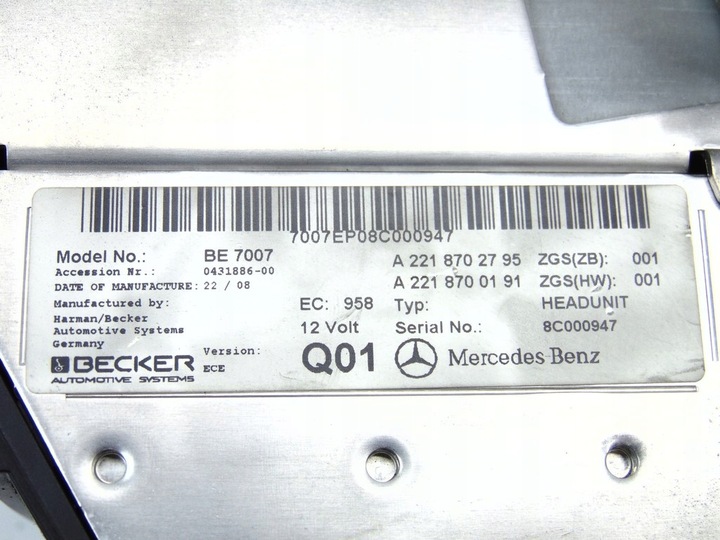 7007EP08C000947
Model No.: BE 7007 A 221 870 27 95 ZGS(ZB): 001
Accession Nr.: 0431886-00 A 221 870 01 91 ZGS(HW): 001
DATE OF MANUFACTURE: 22 / 08
Manufactured by: EC: 958 Typ: HEADUNIT
Harman/Becker
Automotive Systems 12 Volt Serial No.: 8C000947
Germany
BECKER Version: Q01 Mercedes-Benz
AUTOMOTIVE SYSTEMS ECE